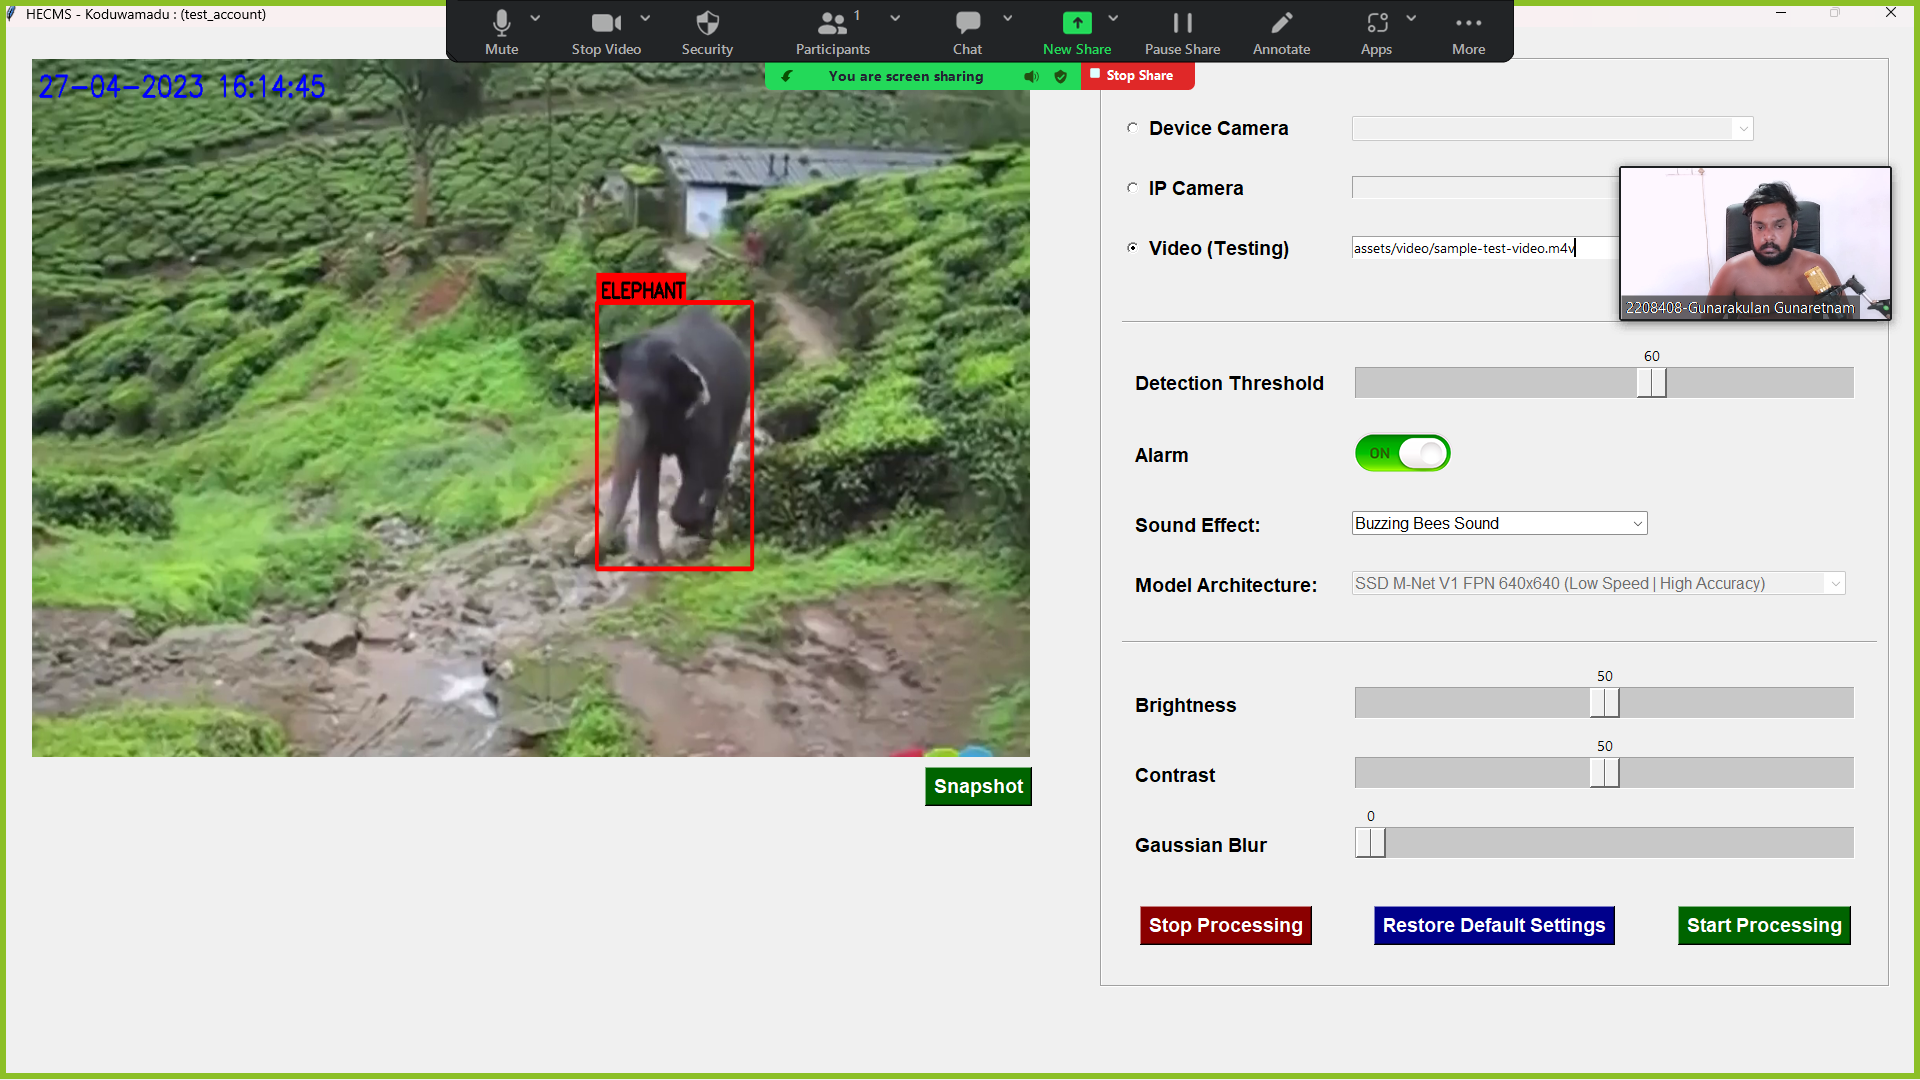 HECMS - Koduwamadu : (test_account)
Mute
Stop Video
Security
1
Participants
Chat
New Share
Pause Share
Annotate
Apps
More
You are screen sharing
Stop Share
27-04-2023 16:14:45
ELEPHANT
Snapshot
Device Camera
IP Camera
Video (Testing)
assets/video/sample-test-video.m4v
2208408-Gunarakulan Gunaretnam
60
Detection Threshold
Alarm
ON
Sound Effect:
Buzzing Bees Sound
Model Architecture:
SSD M-Net V1 FPN 640x640 (Low Speed | High Accuracy)
50
Brightness
50
Contrast
0
Gaussian Blur
Stop Processing
Restore Default Settings
Start Processing